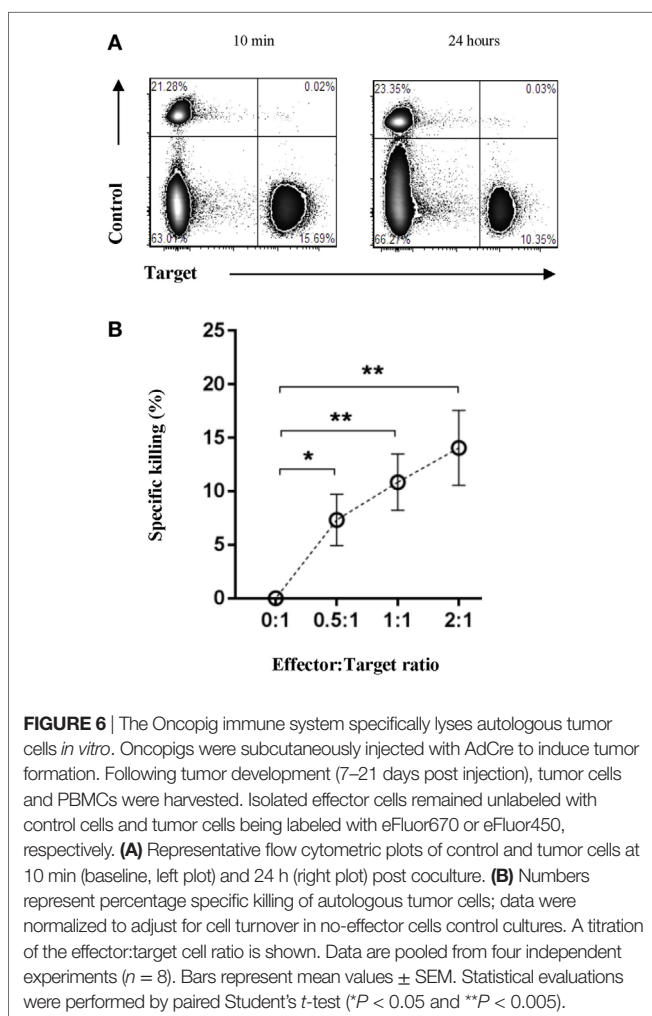 A
10 min
24 hours
21.28%
0.02%
23.35%
0.03%
63.01%
15.69%
66.27%
10.35%
Control
Target
B
25
20
15
10
5
0
**
**
*
Specific killing (%)
0:1 0.5:1 1:1 2:1
Effector:Target ratio
FIGURE 6 | The Oncopig immune system specifically lyses autologous tumor
cells in vitro. Oncopigs were subcutaneously injected with AdCre to induce tumor
formation. Following tumor development (7–21 days post injection), tumor cells
and PBMCs were harvested. Isolated effector cells remained unlabeled with
control cells and tumor cells being labeled with eFluor670 or eFluor450,
respectively. (A) Representative flow cytometric plots of control and tumor cells at
10 min (baseline, left plot) and 24 h (right plot) post coculture. (B) Numbers
represent percentage specific killing of autologous tumor cells; data were
normalized to adjust for cell turnover in no-effector cells control cultures. A titration
of the effector:target cell ratio is shown. Data are pooled from four independent
experiments (n = 8). Bars represent mean values ± SEM. Statistical evaluations
were performed by paired Student's t-test (*P < 0.05 and **P < 0.005).